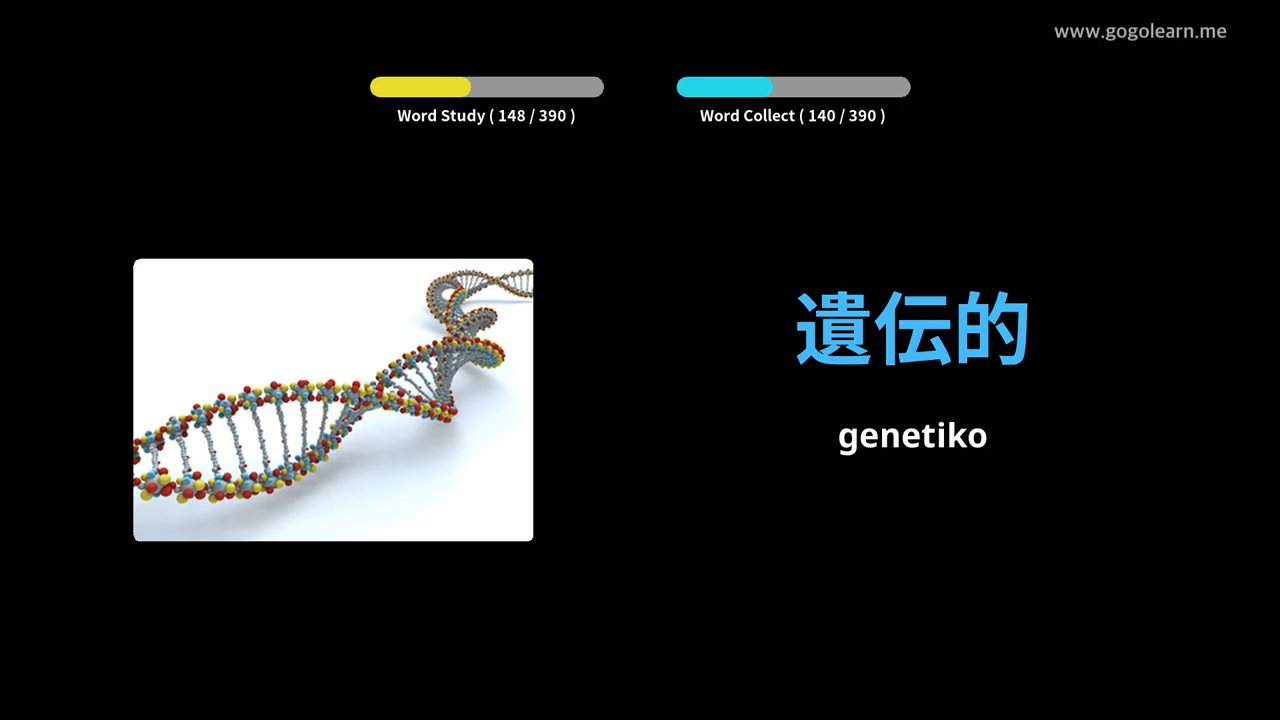 www.gogolearn.me
Word Study ( 148 / 390 )
Word Collect ( 140 / 390 )
遺伝的
genetiko